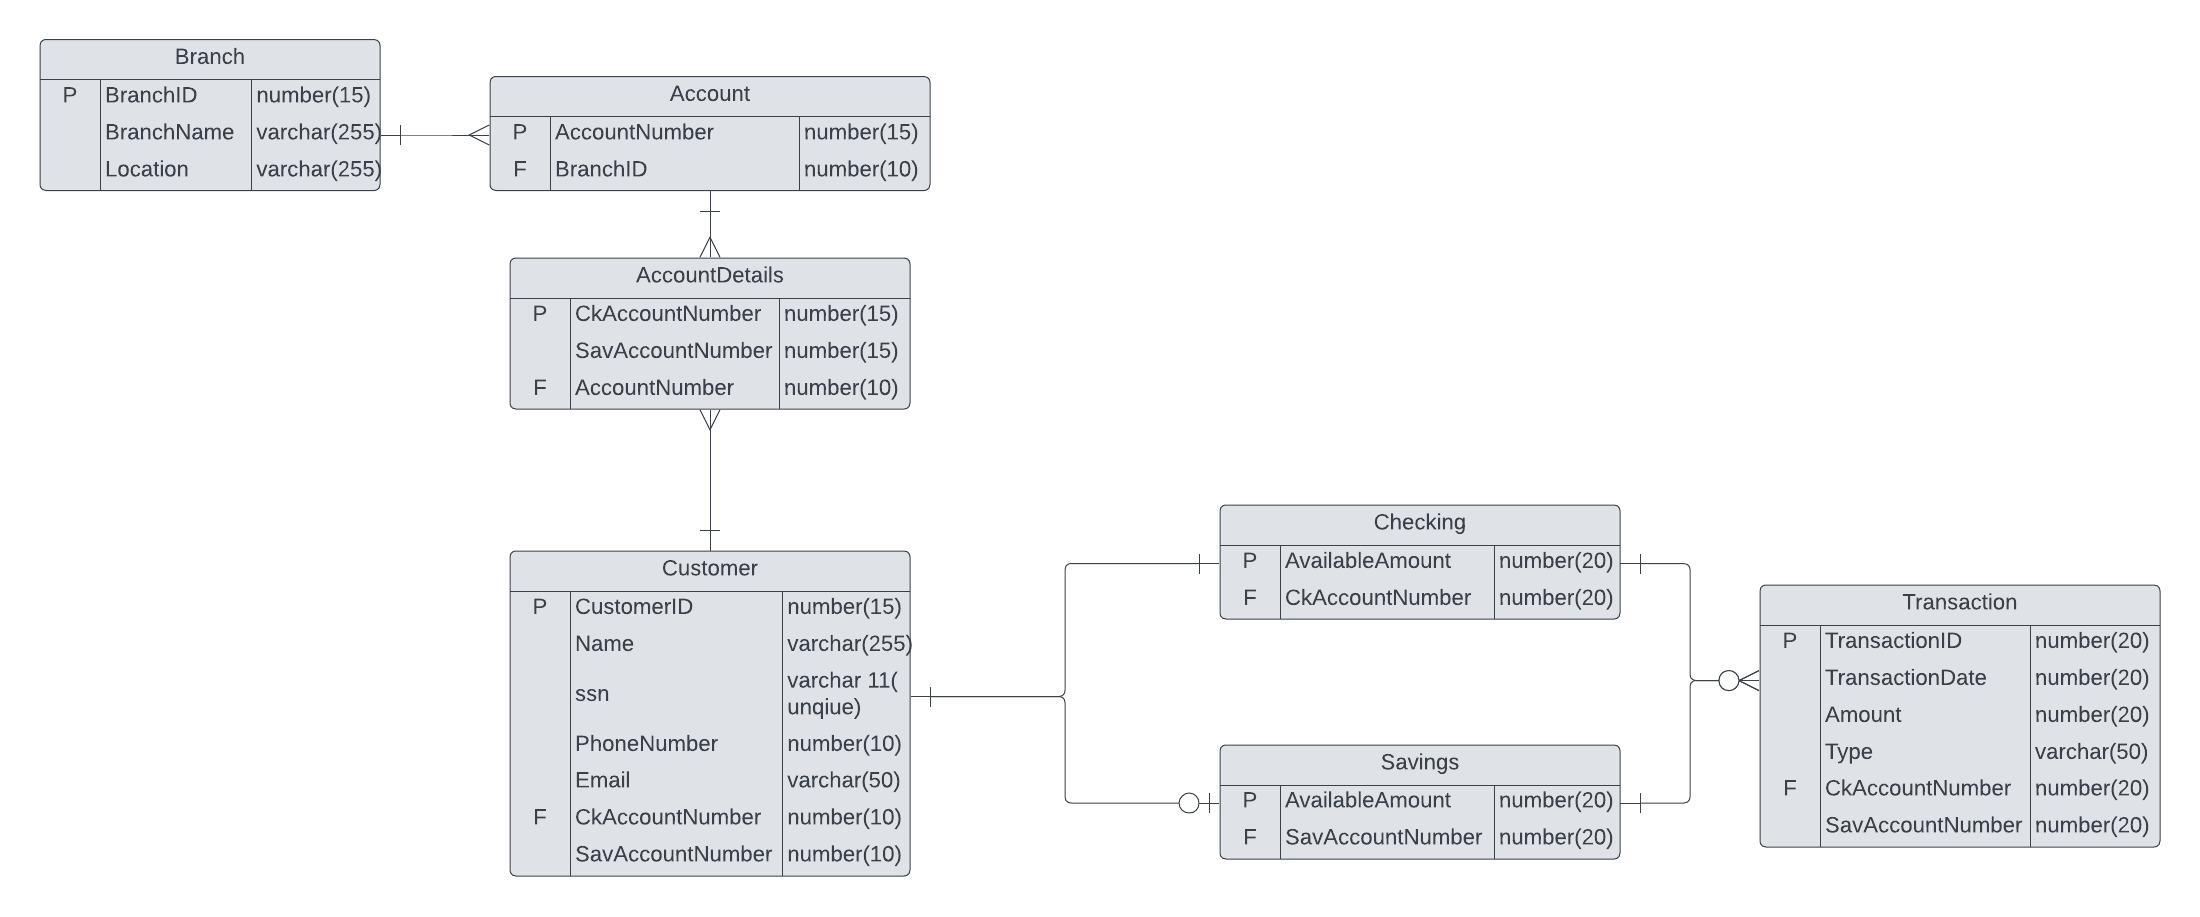 Branch
P BranchID number(15)
BranchName varchar(255)
Location varchar(255)
Account
P AccountNumber number(15)
F BranchID number(10)
AccountDetails
P CkAccountNumber number(15)
SavAccountNumber number(15)
F AccountNumber number(10)
Customer
P CustomerID number(15)
Name varchar(255)
ssn varchar 11(
unqiue)
PhoneNumber number(10)
Email varchar(50)
F CkAccountNumber number(10)
SavAccountNumber number(10)
Checking
P AvailableAmount number(20)
F CkAccountNumber number(20)
Savings
P AvailableAmount number(20)
F SavAccountNumber number(20)
Transaction
P TransactionID number(20)
TransactionDate number(20)
Amount number(20)
Type varchar(50)
F CkAccountNumber number(20)
SavAccountNumber number(20)